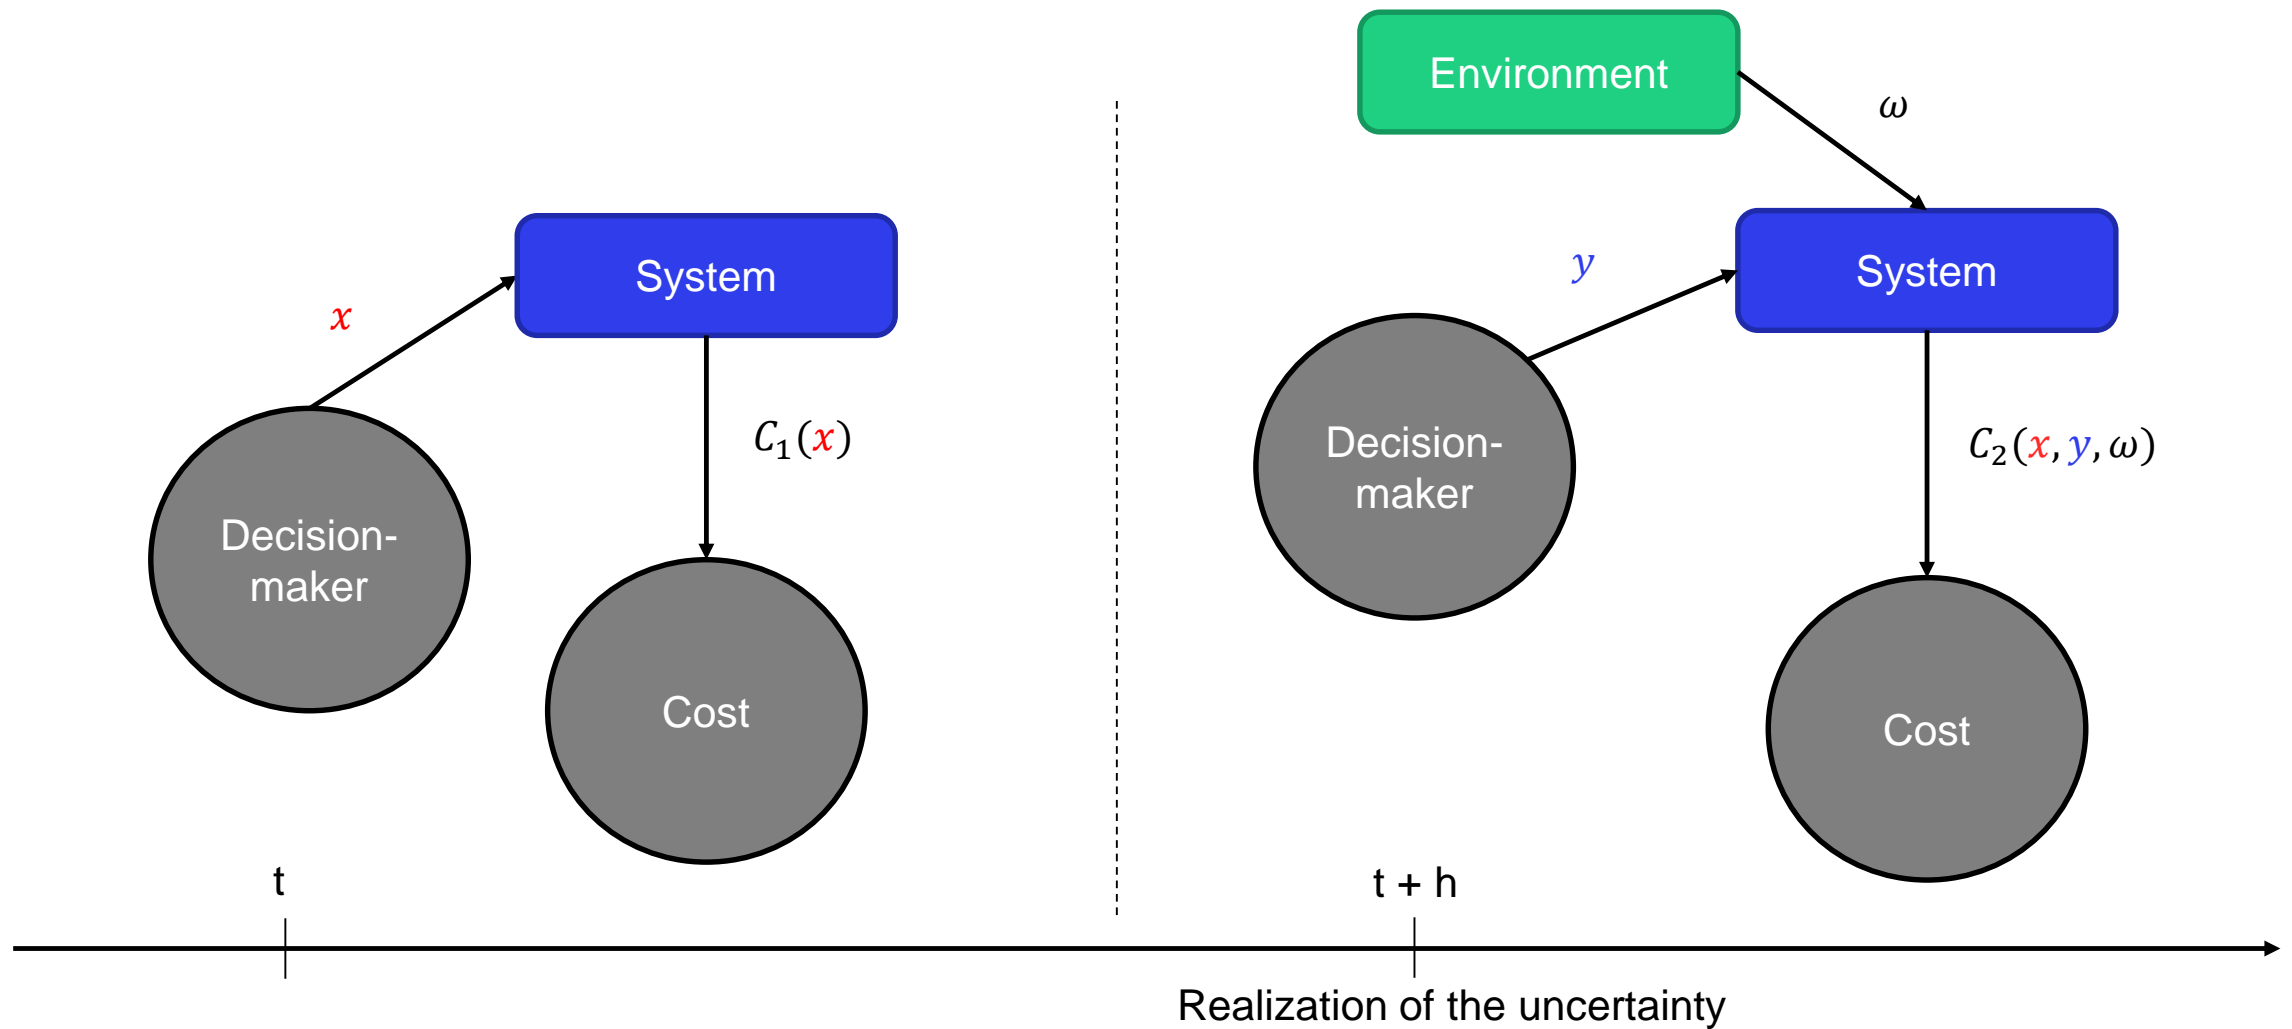 System
x
C₁(x)
Decision-
maker
Cost
t
Environment
ω
System
y
Decision-
maker
C₂(x, y, ω)
Cost
t + h
Realization of the uncertainty